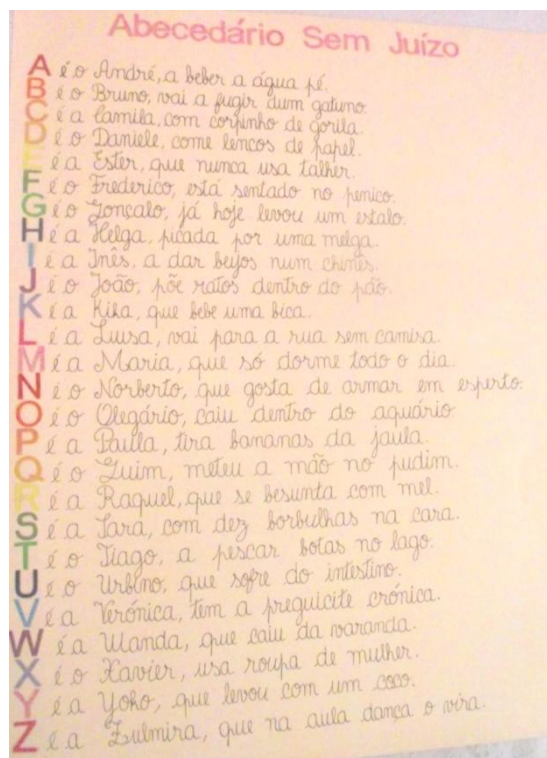 Abecedário Sem Juízo
A é o André, a beber a água pé.
B é o Bruno, vai a fugir dum gatuno.
C é a Camila, com corpinho de gorila.
D é o Daniele, come lencos de papel.
E é a Ester, que nunca usa talher.
F é o Frederico, está sentado no penico.
G é o Gonçalo, já hoje levou um estalo.
H é a Helga, picada por uma melga.
I é a Inês, a dar beijos num chinês.
J é o João, põe ratos dentro do pão.
K é a Kika, que bebe uma bica.
L é a Luísa, vai para a rua sem camisa.
M é a Maria, que só dorme todo o dia.
N é o Norberto, que gosta de armar em esperto.
O é o Olegário, caiu dentro do aquário.
P é a Paula, tira bananas da jaula.
Q é o Quim, meteu a mão no pudim.
R é a Raquel, que se besunta com mel.
S é a Sara, com dez borbulhas na cara.
T é o Tiago, a pescar botas no lago.
U é o Urbino, que sofre do intestino.
V é a Verónica, tem a preguicite crónica.
W é a Wanda, que caiu da varanda.
X é o Xavier, usa roupa de mulher.
Y é a Yoko, que levou com um coco.
Z é a Zulmira, que na aula dança o vira.